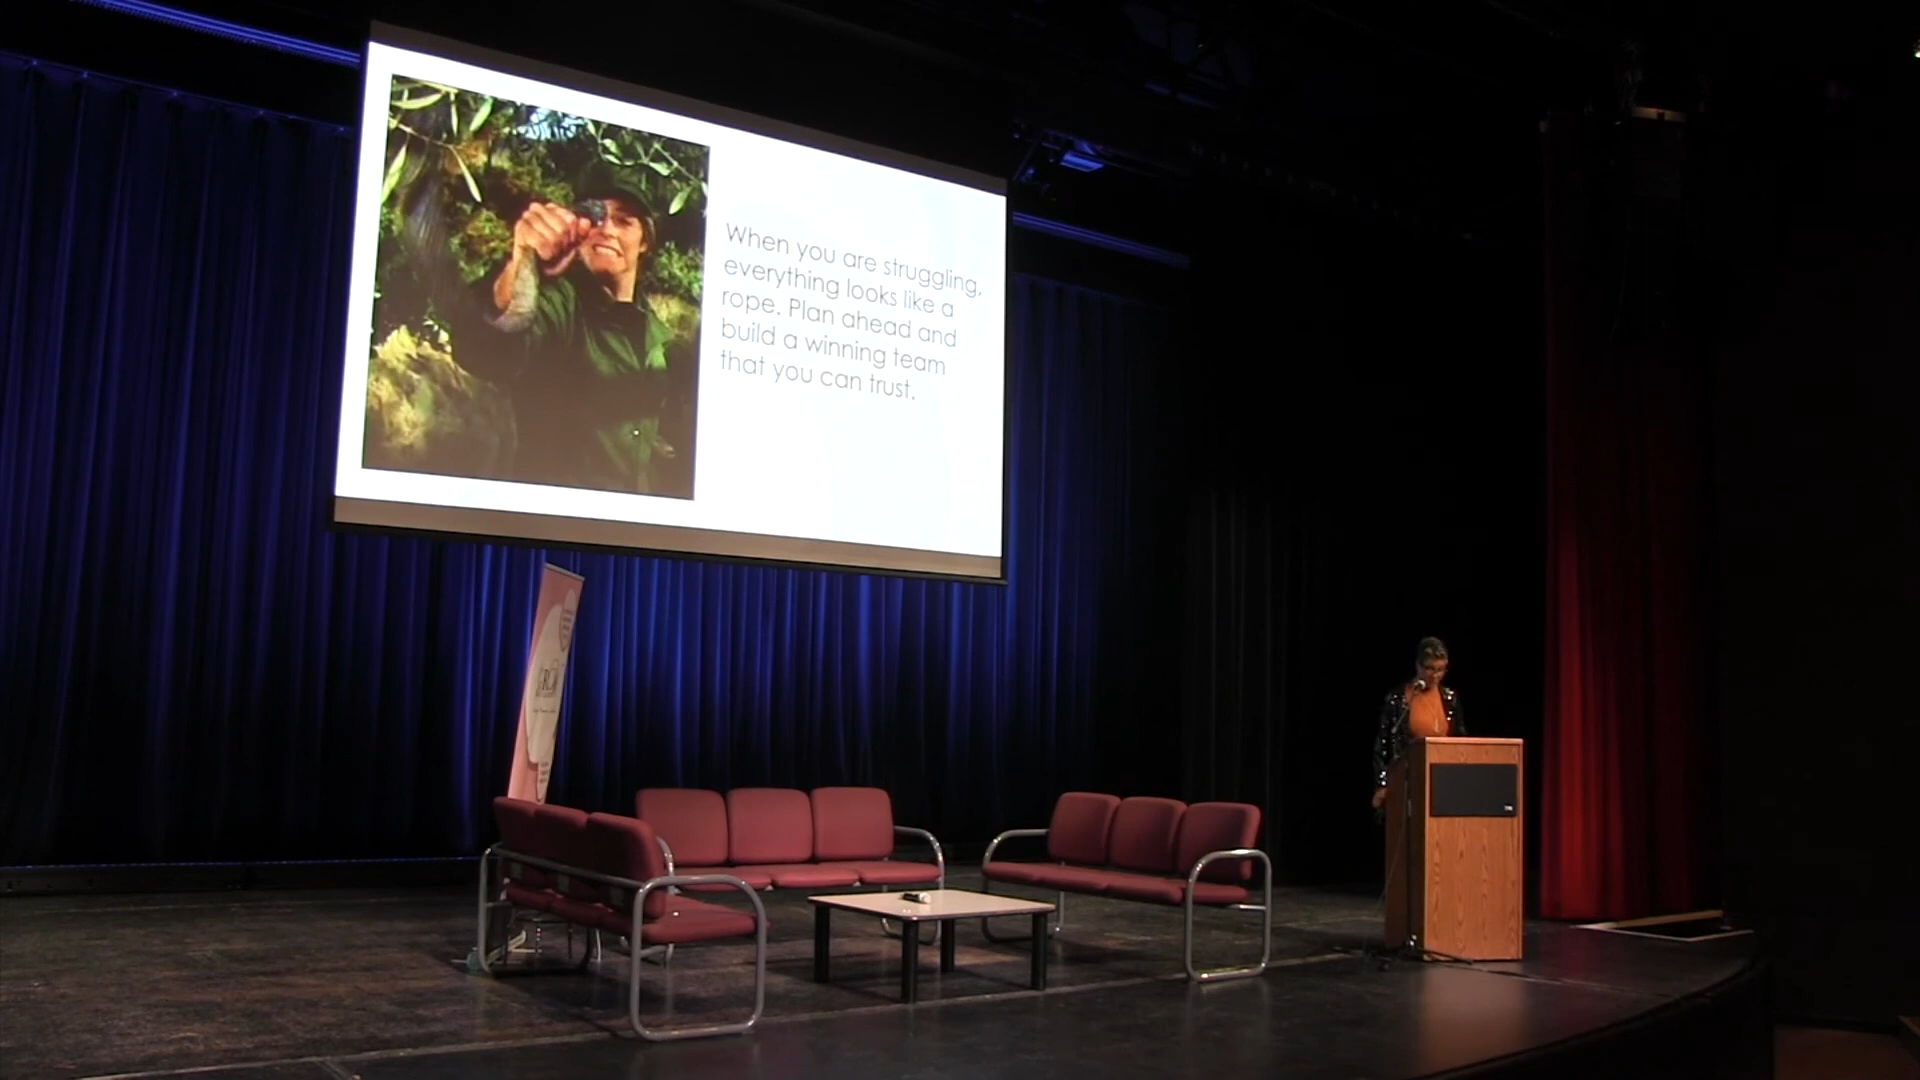 When you are struggling,
everything looks like a
rope. Plan ahead and
build a winning team
that you can trust.